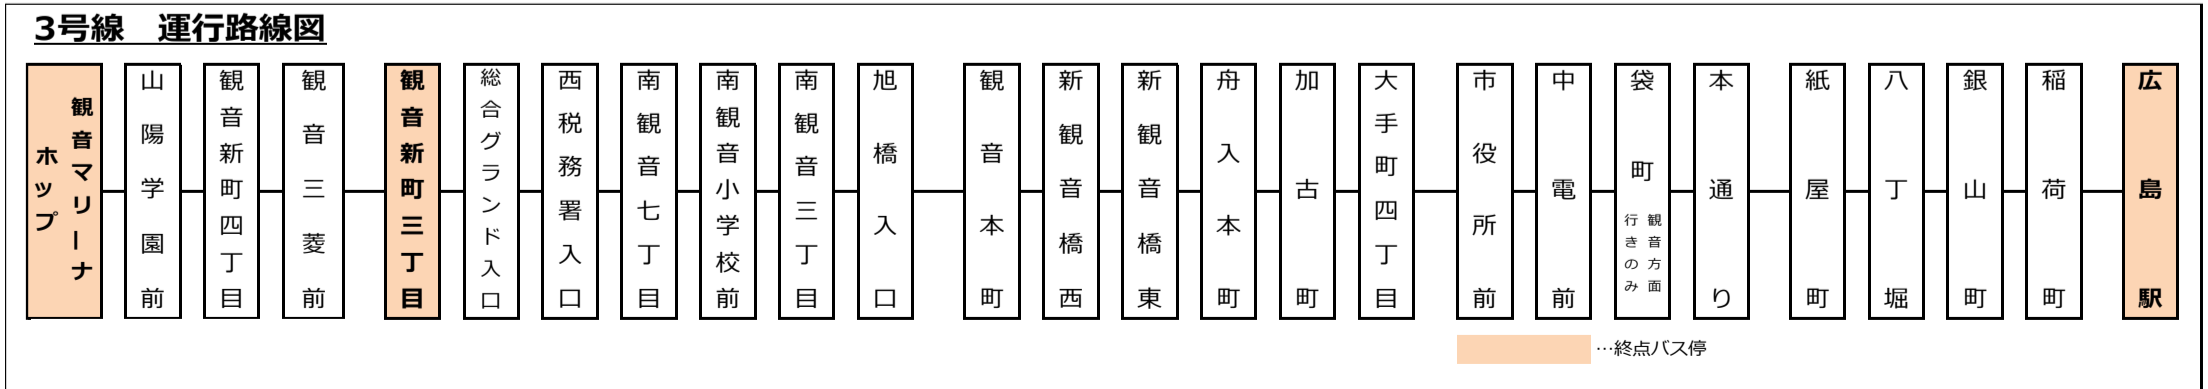 3号線　運行路線図
観音マリーナ
ホップ
山陽学園前
観音新町四丁目
観音三菱前
観音新町三丁目
総合グランド入口
西税務署入口
南観音七丁目
南観音小学校前
南観音三丁目
旭橋入口
観音本町
新観音橋西
新観音橋東
舟入本町
加古町
大手町四丁目
市役所前
中電前
袋町
観音方面
行きのみ
本通り
紙屋町
八丁堀
銀山町
稲荷町
広島駅
…終点バス停